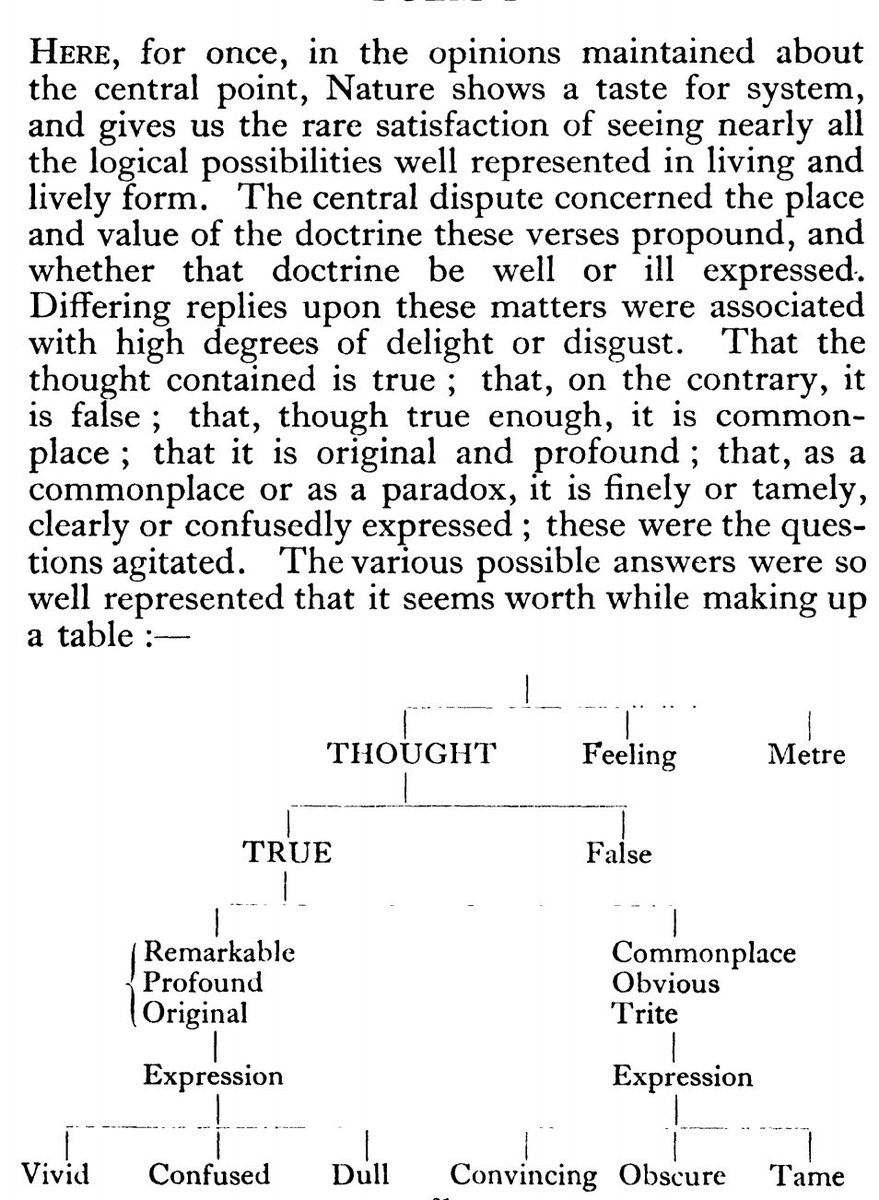 HERE, for once, in the opinions maintained about
the central point, Nature shows a taste for system,
and gives us the rare satisfaction of seeing nearly all
the logical possibilities well represented in living and
lively form. The central dispute concerned the place
and value of the doctrine these verses propound, and
whether that doctrine be well or ill expressed.
Differing replies upon these matters were associated
with high degrees of delight or disgust. That the
thought contained is true ; that, on the contrary, it
is false ; that, though true enough, it is common-
place ; that it is original and profound ; that, as a
commonplace or as a paradox, it is finely or tamely,
clearly or confusedly expressed ; these were the ques-
tions agitated. The various possible answers were so
well represented that it seems worth while making up
a table :—
THOUGHT Feeling Metre
TRUE False
Remarkable Commonplace
Profound Obvious
Original Trite
Expression Expression
Vivid Confused Dull Convincing Obscure Tame